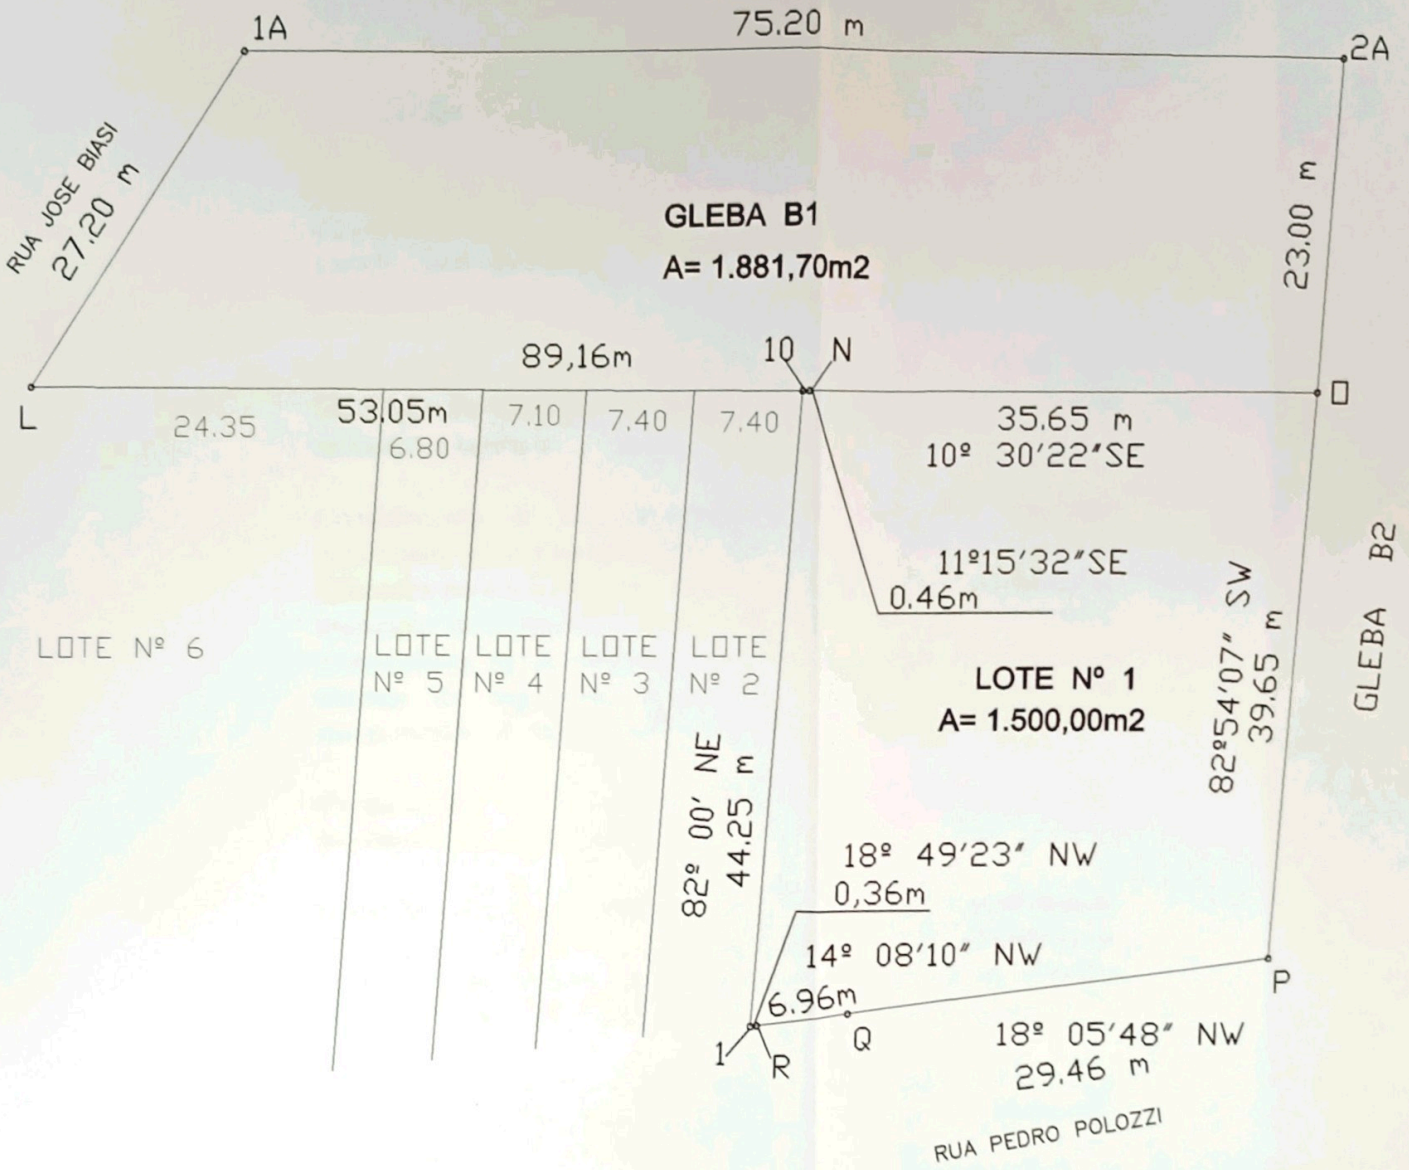 1A
75.20 m
2A
RUA JOSE BIASI
27.20 m
23.00 m
GLEBA B1
A= 1.881,70m2
89,16m
10 N
L
O
24.35
53.05m
6.80
7.10
7.40
7.40
35.65 m
10º 30'22"SE
11º15'32"SE
0.46m
GLEBA B2
82º54'07" SW
39.65 m
LOTE Nº 6
LOTE
Nº 5
LOTE
Nº 4
LOTE
Nº 3
LOTE
Nº 2
LOTE Nº 1
A= 1.500,00m2
82º 00' NE
44.25 m
18º 49'23" NW
0,36m
14º 08'10" NW
6.96m
P
1
R
Q
18º 05'48" NW
29.46 m
RUA PEDRO POLOZZI